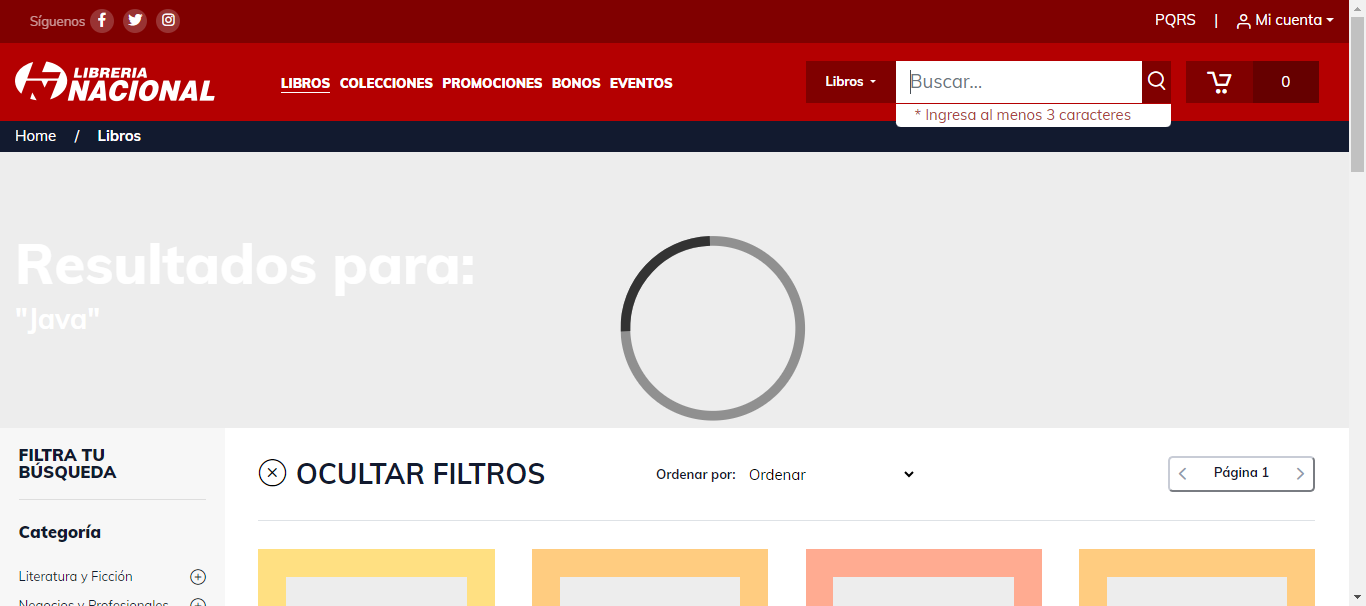 Síguenos
PQRS | Mi cuenta
LIBRERIA
NACIONAL
LIBROS COLECCIONES PROMOCIONES BONOS EVENTOS
Libros
Buscar...
0
* Ingresa al menos 3 caracteres
Home / Libros
Resultados para:
"Java"
FILTRA TU
BÚSQUEDA
OCULTAR FILTROS
Ordenar por: Ordenar
Página 1
Categoría
Literatura y Ficción
Negocios y Profesionales